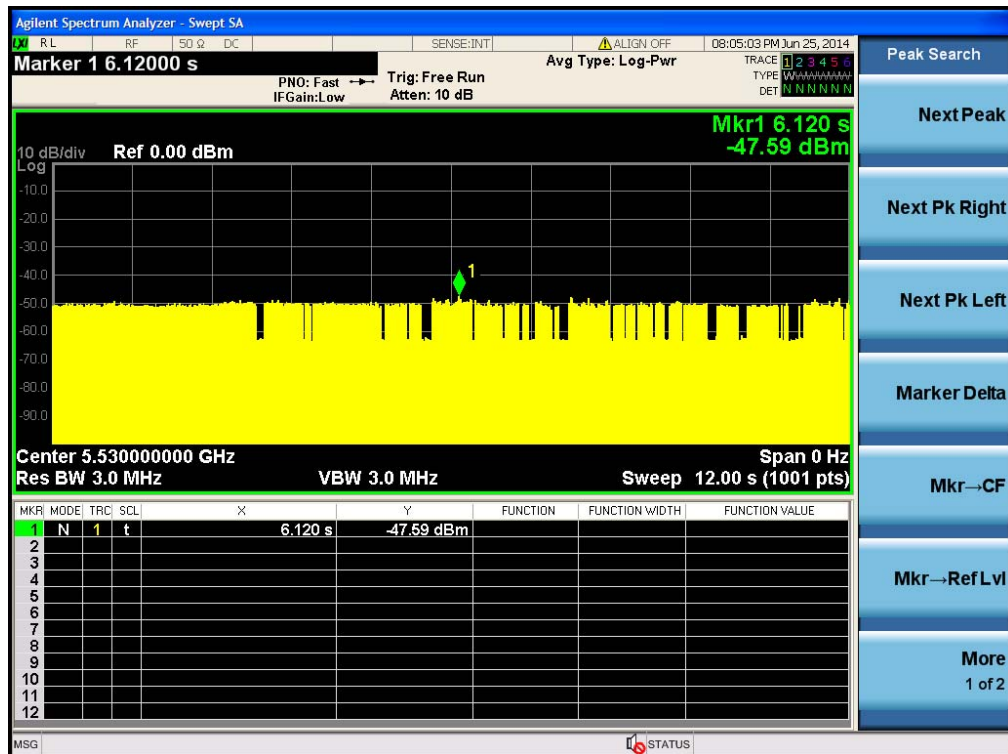 Agilent Spectrum Analyzer - Swept SA
LXI RL RF 50 Ω DC SENSE:INT ALIGN OFF 08:05:03 PM Jun 25, 2014
Marker 1 6.12000 s
PNO: Fast
IFGain:Low
Trig: Free Run
Atten: 10 dB
Avg Type: Log-Pwr
TRACE 1 2 3 4 5 6
TYPE W
DET N N N N N N
Mkr1 6.120 s
-47.59 dBm
10 dB/div Ref 0.00 dBm
Log
-10.0
-20.0
-30.0
-40.0
-50.0
-60.0
-70.0
-80.0
-90.0
1
Center 5.530000000 GHz Span 0 Hz
Res BW 3.0 MHz VBW 3.0 MHz Sweep 12.00 s (1001 pts)
MKR MODE TRC SCL X Y FUNCTION FUNCTION WIDTH FUNCTION VALUE
1 N 1 t 6.120 s -47.59 dBm
2
3
4
5
6
7
8
9
10
11
12
MSG STATUS
Peak Search
Next Peak
Next Pk Right
Next Pk Left
Marker Delta
Mkr→CF
Mkr→Ref Lvl
More
1 of 2